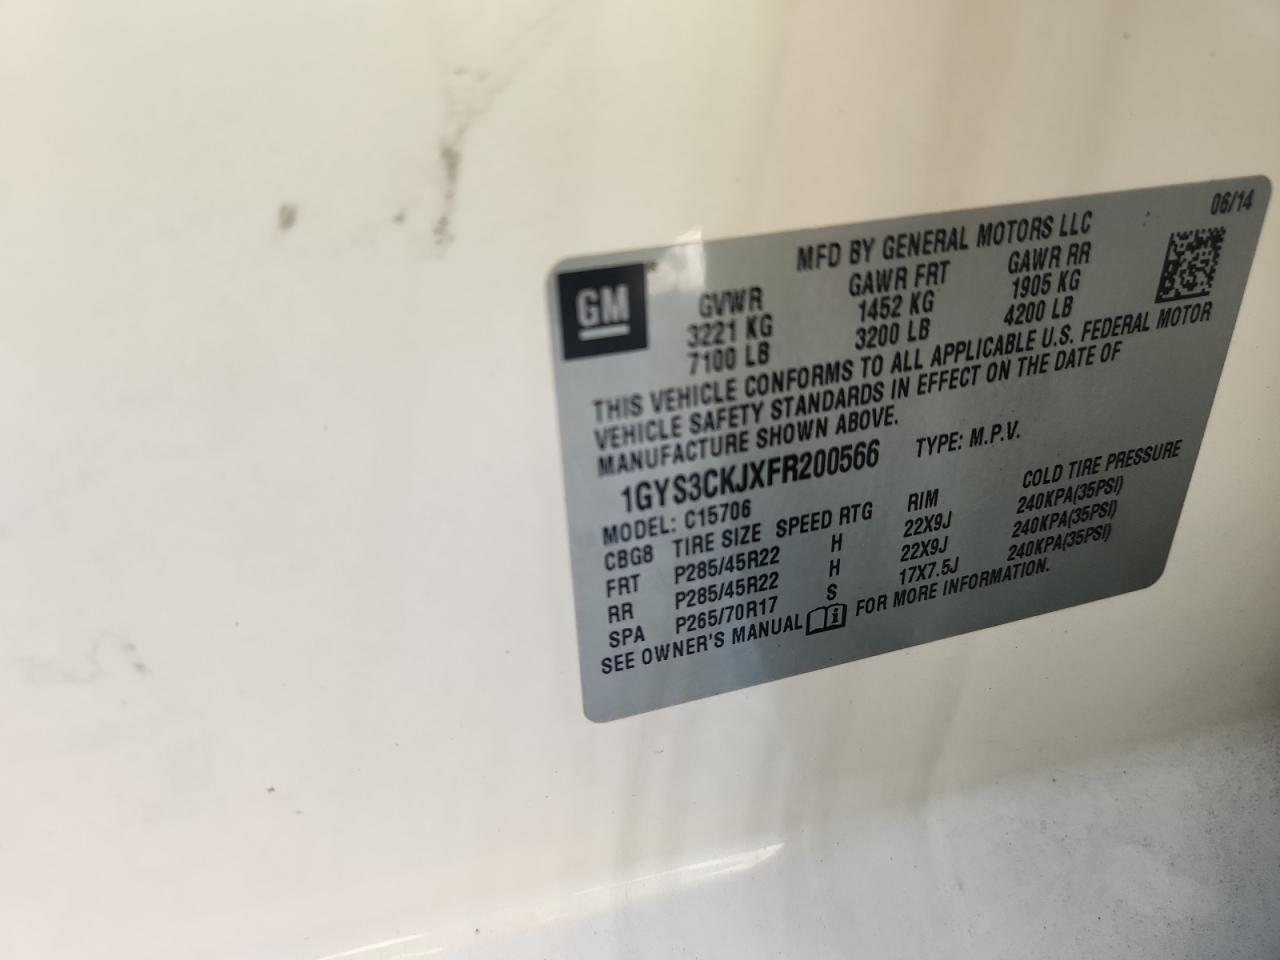 06/14
MFD BY GENERAL MOTORS LLC
GM
GVWR GAWR FRT GAWR RR
3221 KG 1452 KG 1905 KG
7100 LB 3200 LB 4200 LB
THIS VEHICLE CONFORMS TO ALL APPLICABLE U.S. FEDERAL MOTOR
VEHICLE SAFETY STANDARDS IN EFFECT ON THE DATE OF
MANUFACTURE SHOWN ABOVE.
1GYS3CKJXFR200566 TYPE: M.P.V.
MODEL: C15706
CBG8 TIRE SIZE SPEED RTG RIM COLD TIRE PRESSURE
FRT P285/45R22 H 22X9J 240KPA(35PSI)
RR P285/45R22 H 22X9J 240KPA(35PSI)
SPA P265/70R17 S 17X7.5J 240KPA(35PSI)
SEE OWNER'S MANUAL FOR MORE INFORMATION.